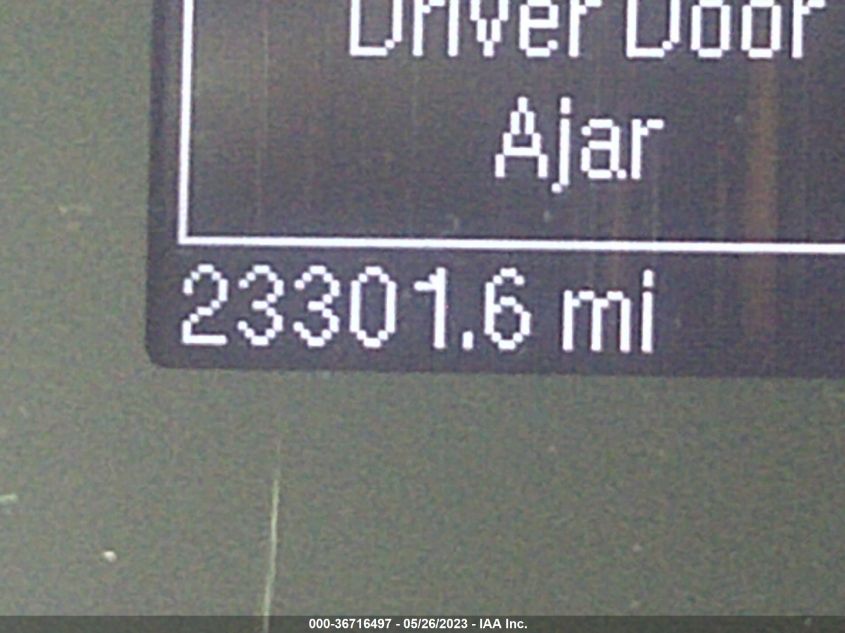 Driver Door
Ajar
23301.6 mi
000-36716497 - 05/26/2023 - IAA Inc.